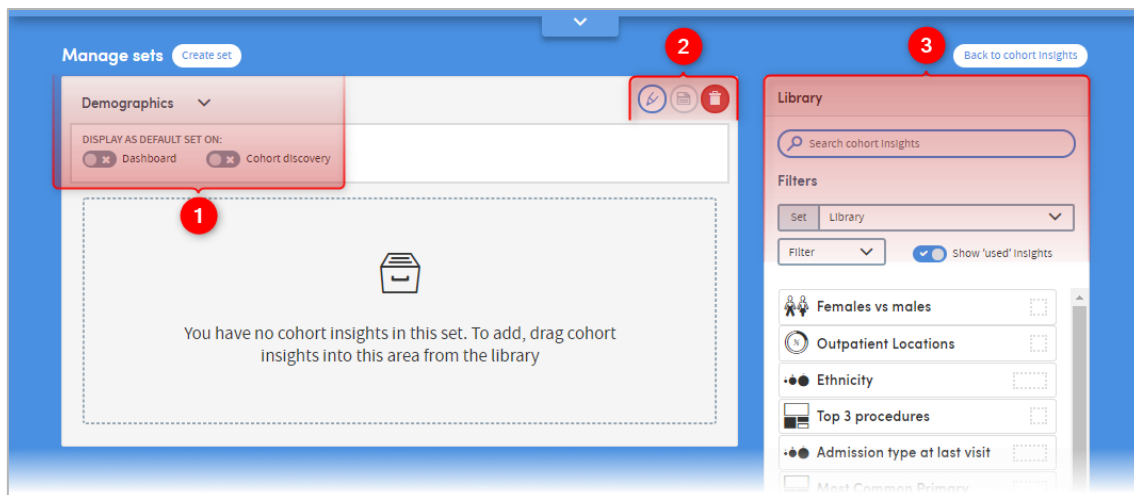 Manage sets
Create set
Back to cohort insights
2
3
Demographics
DISPLAY AS DEFAULT SET ON:
Dashboard
Cohort discovery
1
You have no cohort insights in this set. To add, drag cohort
insights into this area from the library
Library
Search cohort insights
Filters
Set
Library
Filter
Show 'used' insights
Females vs males
N
Outpatient Locations
Ethnicity
Top 3 procedures
Admission type at last visit
Most Common Primary